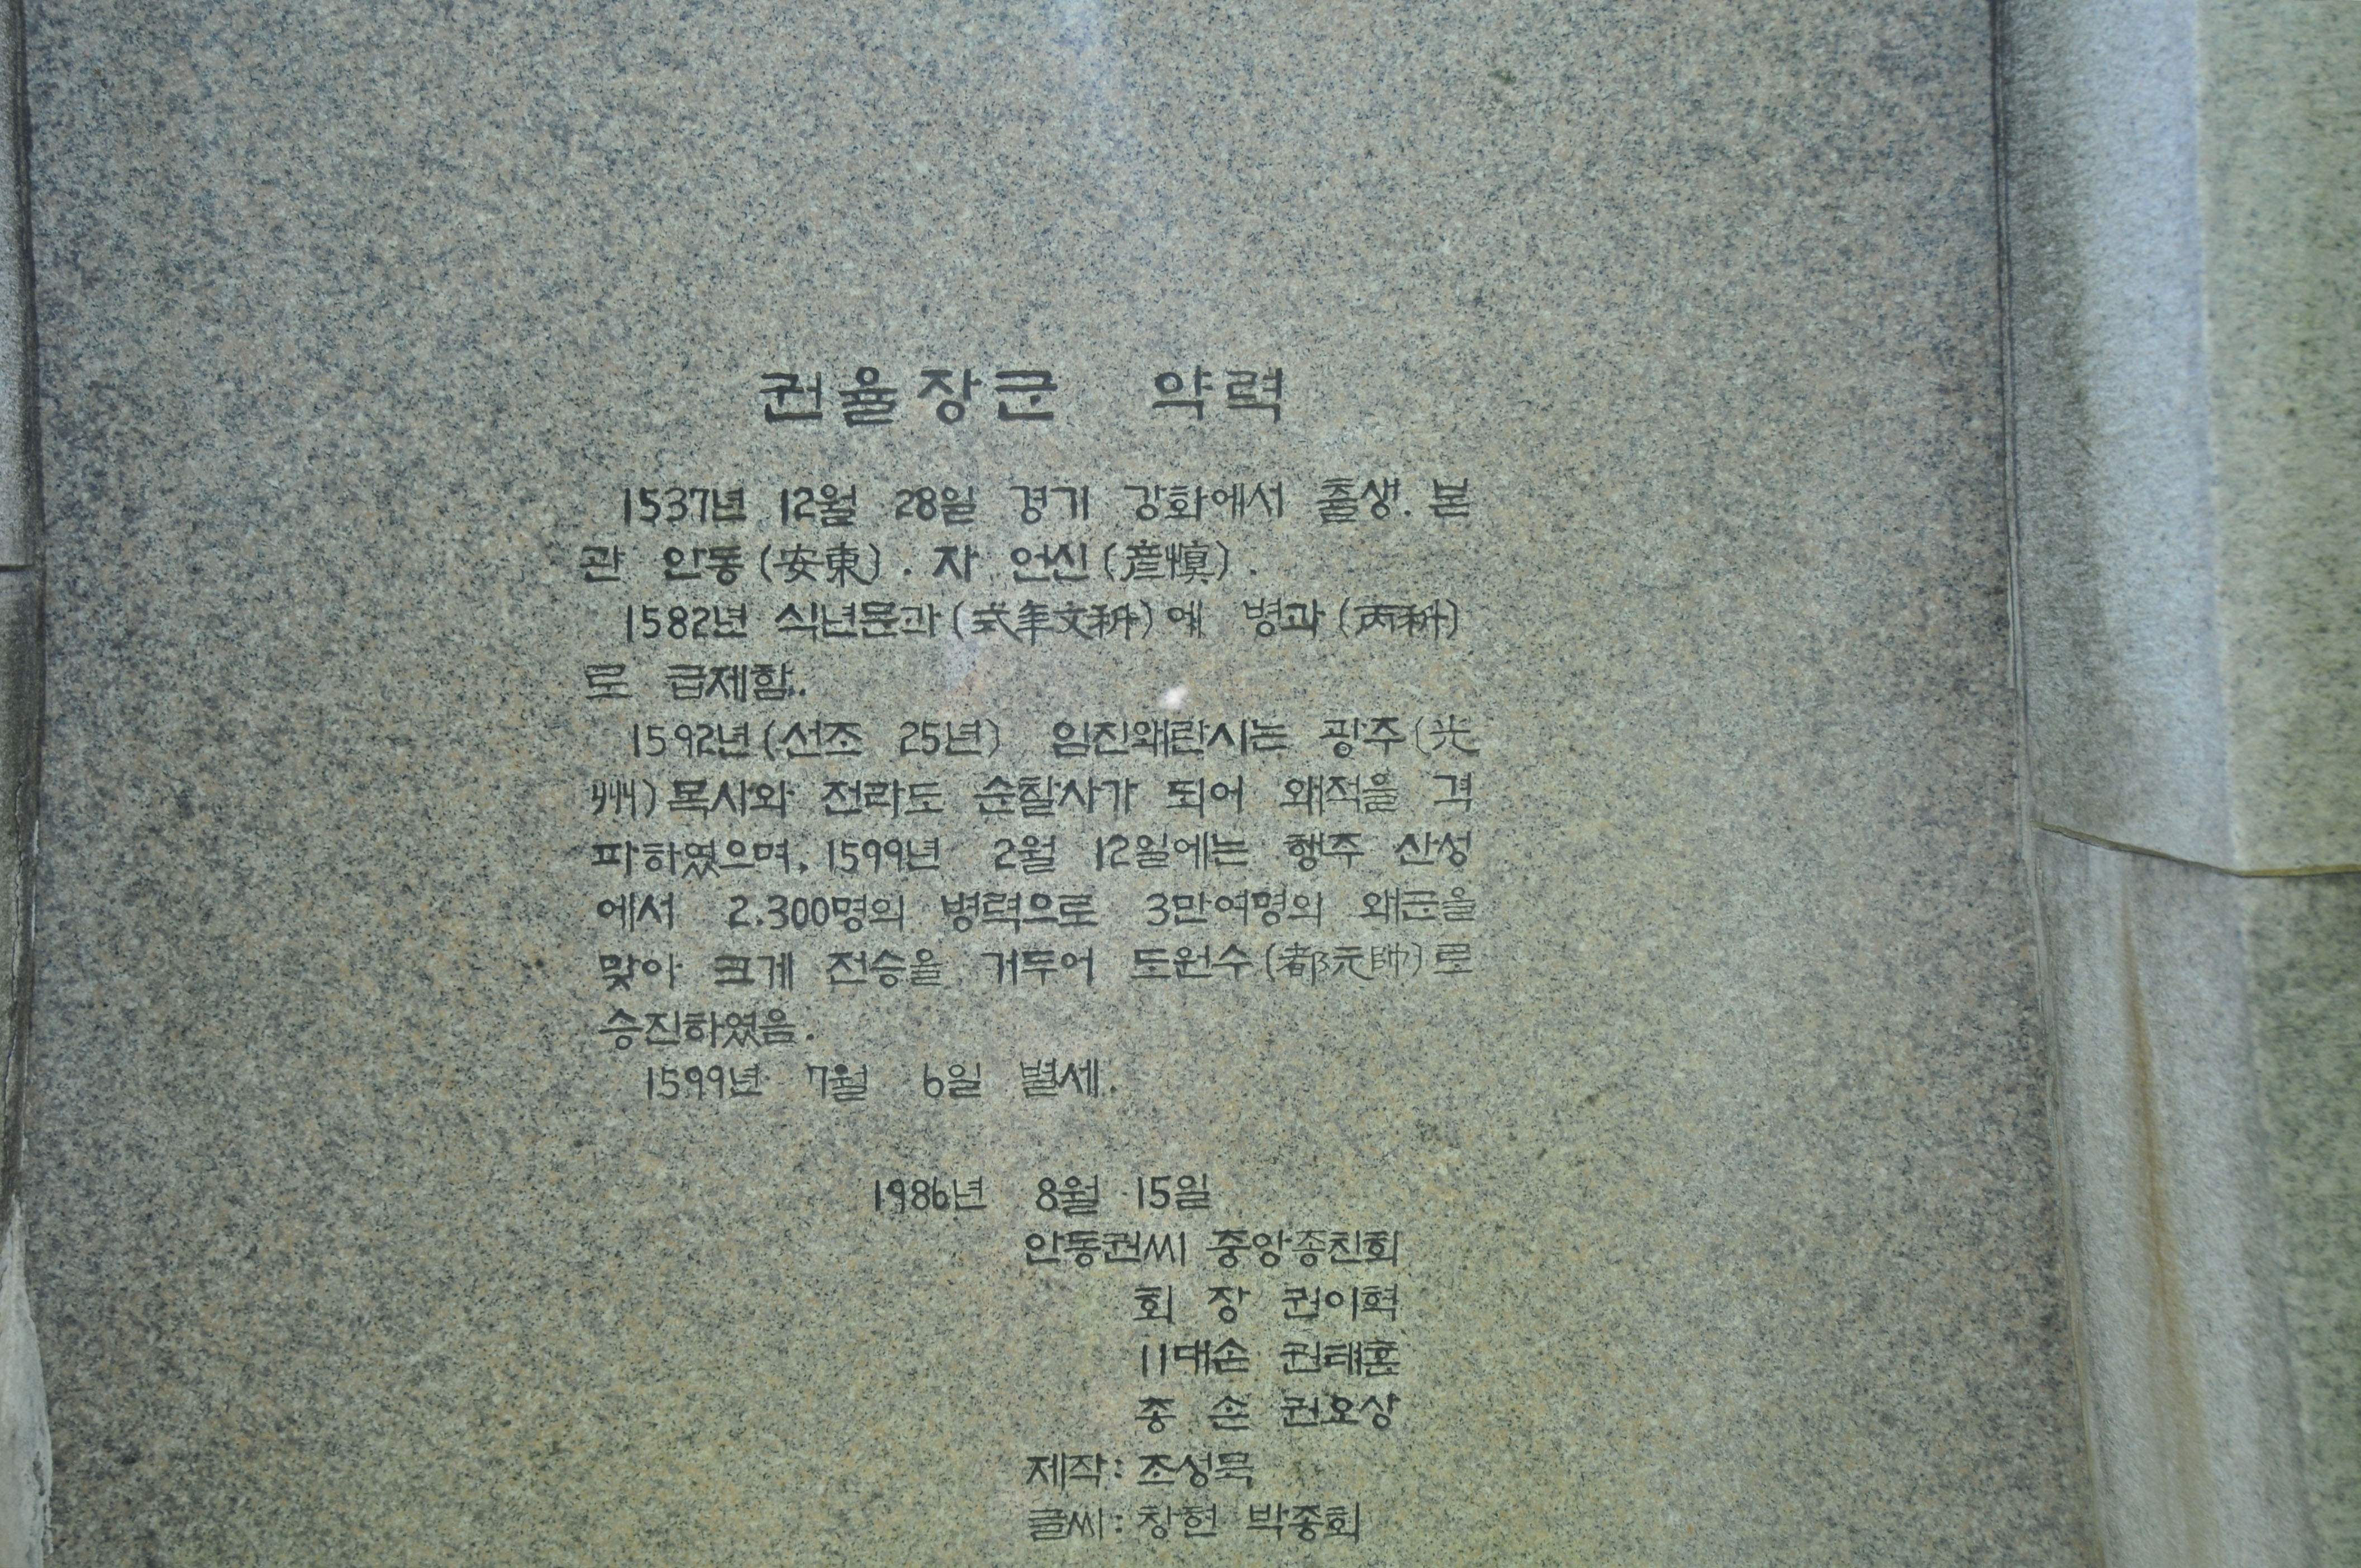 권율장군 약력
1537년 12월 28일 경기 강화에서 출생. 본
관 안동(安東). 자 언신(彦愼).
1582년 식년문과(式年文科)에 병과(丙科)
로 급제함.
1592년(선조 25년) 임진왜란시는 광주(光
州)목사와 전라도 순찰사가 되어 왜적을 격
파하였으며, 1599년 2월 12일에는 행주 산성
에서 2.300명의 병력으로 3만여명의 왜군을
맞아 크게 전승을 거두어 도원수(都元帥)로
승진하였음.
1599년 7월 6일 별세.
1986년 8월 15일
안동권씨 중앙종친회
회 장 권이혁
11대손 권태훈
종 손 권오상
제작: 조성묵
글씨: 창현 박종회